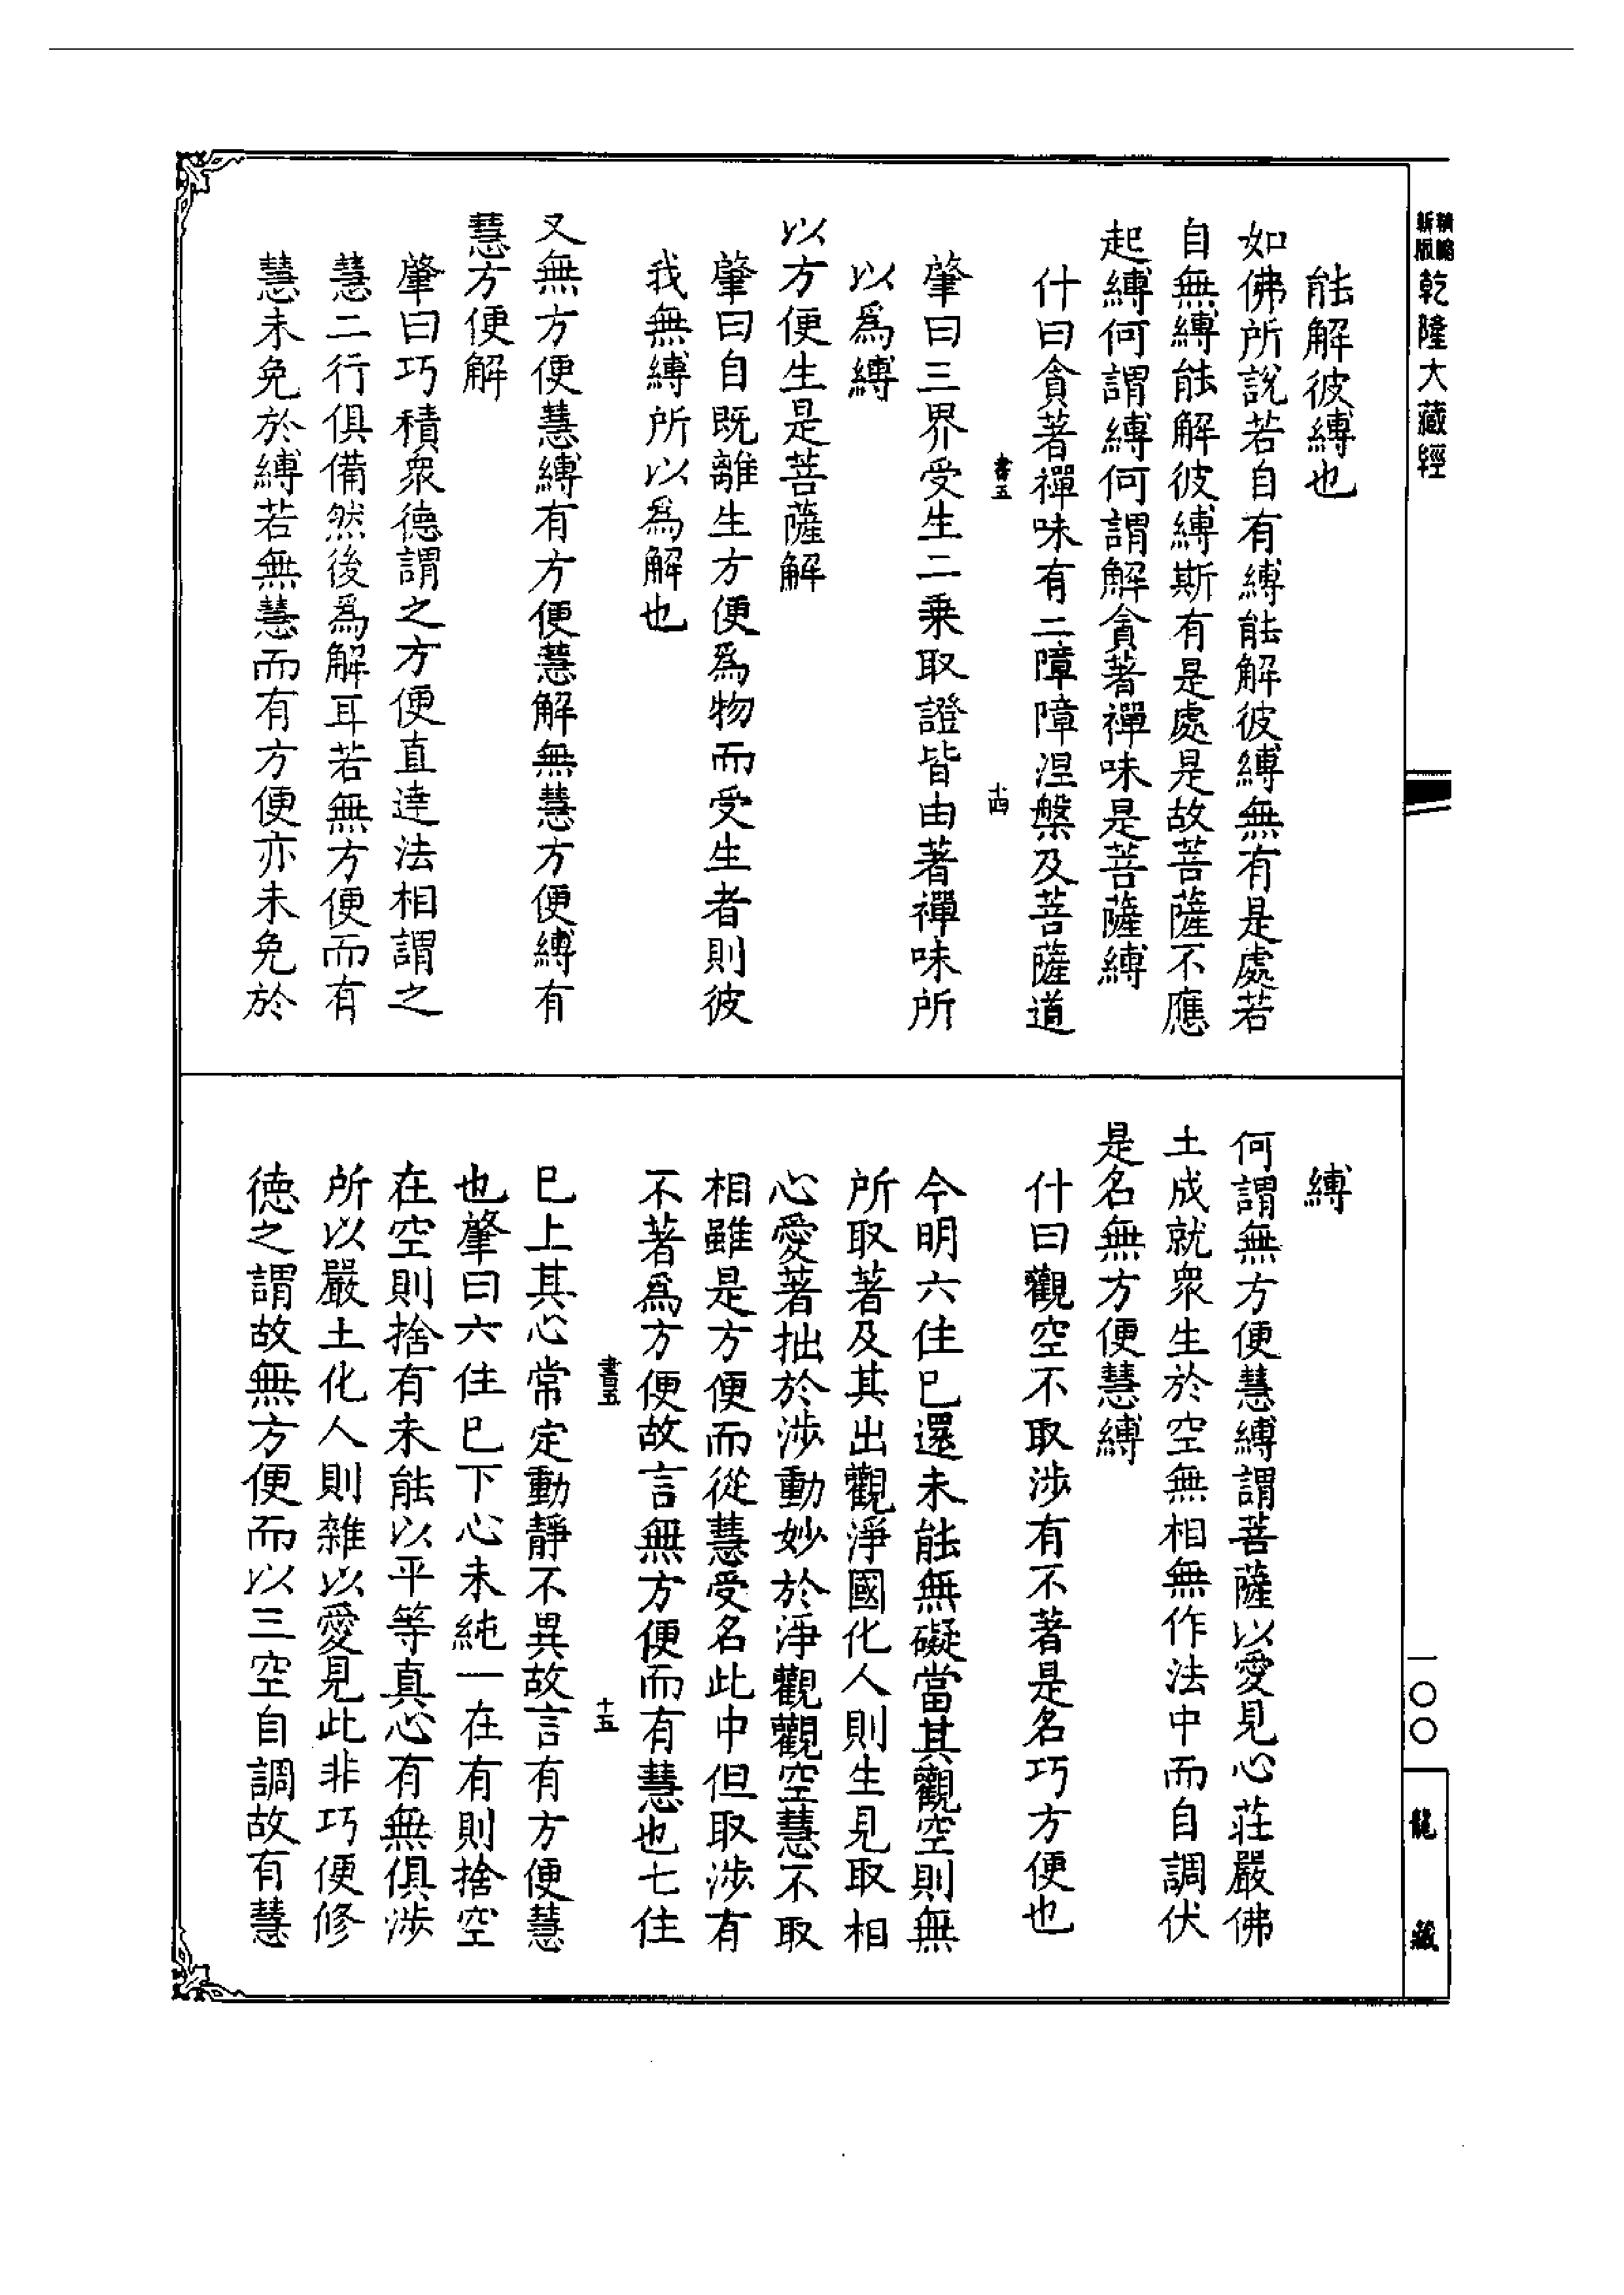 精縮
新版
乾隆大藏經
能解彼縛也
如佛所說若自有縛能解彼縛無有是處若
自無縛能解彼縛斯有是處是故菩薩不應
起縛何謂縛何謂解貪著禪味是菩薩縛
什曰貪著禪味有二障障涅槃及菩薩道
書五
十四
肇曰三界受生二乘取證皆由著禪味所
以為縛
以方便生是菩薩解
肇曰自既離生方便為物而受生者則彼
我無縛所以為解也
又無方便慧縛有方便慧解無慧方便縛有
慧方便解
肇曰巧積衆德謂之方便直達法相謂之
慧二行俱備然後為解耳若無方便而有
慧未免於縛若無慧而有方便亦未免於
縛
何謂無方便慧縛謂菩薩以愛見心莊嚴佛
土成就衆生於空無相無作法中而自調伏
是名無方便慧縛
什曰觀空不取涉有不著是名巧方便也
今明六住巳還未能無礙當其觀空則無
所取著及其出觀淨國化人則生見取相
心愛著拙於涉動妙於淨觀觀空慧不取
相雖是方便而從慧受名此中但取涉有
不著為方便故言無方便而有慧也七住
書五
十五
巳上其心常定動靜不異故言有方便慧
也肇曰六住巳下心未純一在有則捨空
在空則捨有未能以平等真心有無俱涉
所以嚴土化人則雜以愛見此非巧便修
德之謂故無方便而以三空自調故有慧
一〇〇
龍藏